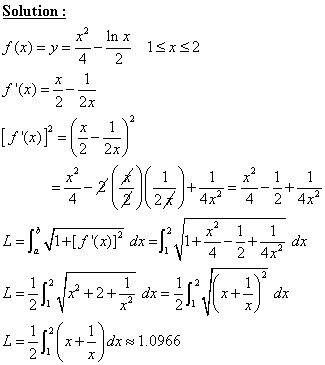 Solution :
f(x) = y = x²/4 − ln x/2   1 ≤ x ≤ 2
f '(x) = x/2 − 1/2x
[f '(x)]² = (x/2 − 1/2x)²
= x²/4 − 2(x/2)(1/2x) + 1/4x² = x²/4 − 1/2 + 1/4x²
L = ∫ₐᵇ √(1+[f '(x)]²) dx = ∫₁² √(1 + x²/4 − 1/2 + 1/4x²) dx
L = 1/2 ∫₁² √(x² + 2 + 1/x²) dx = 1/2 ∫₁² √((x + 1/x)²) dx
L = 1/2 ∫₁² (x + 1/x) dx ≈ 1.0966